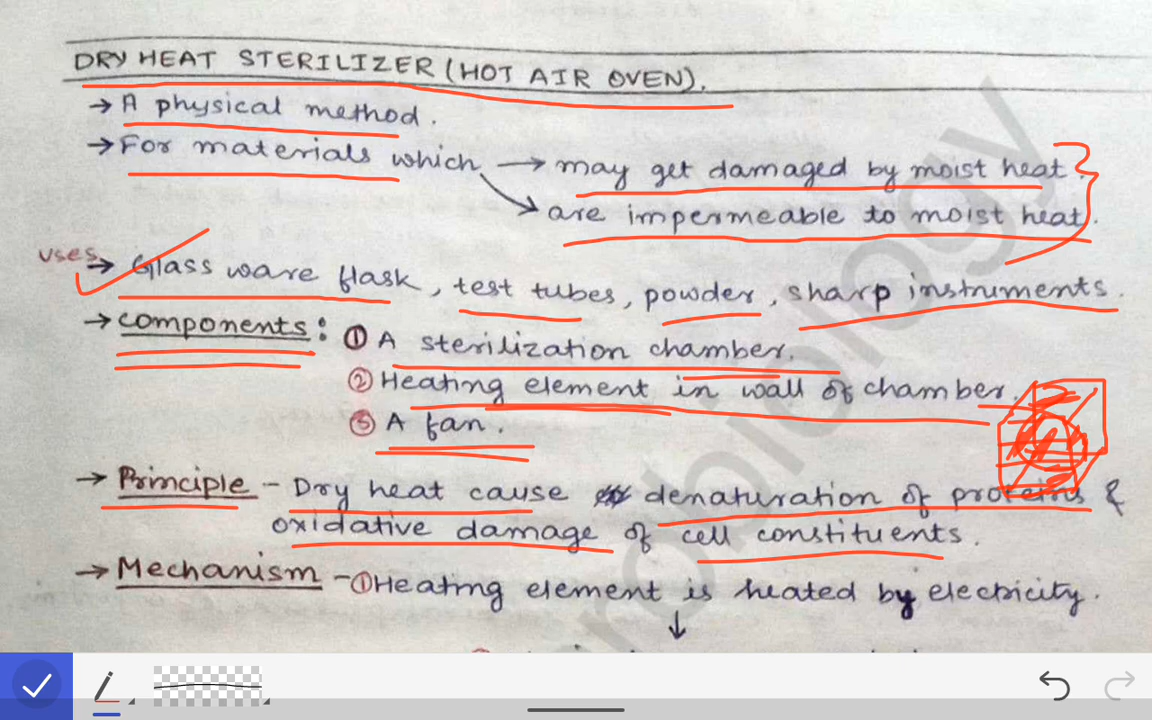 DRY HEAT STERILIZER (HOT AIR OVEN).
→ A physical method.
→ For materials which → may get damaged by moist heat.
→ are impermeable to moist heat.
Uses → Glass ware flask, test tubes, powder, sharp instruments.
→ components: ① A sterilization chamber.
② Heating element in wall of chamber.
③ A fan.
→ Principle - Dry heat cause denaturation of proteins &
oxidative damage of cell constituents.
→ Mechanism - ① Heating element is heated by electricity.
↓